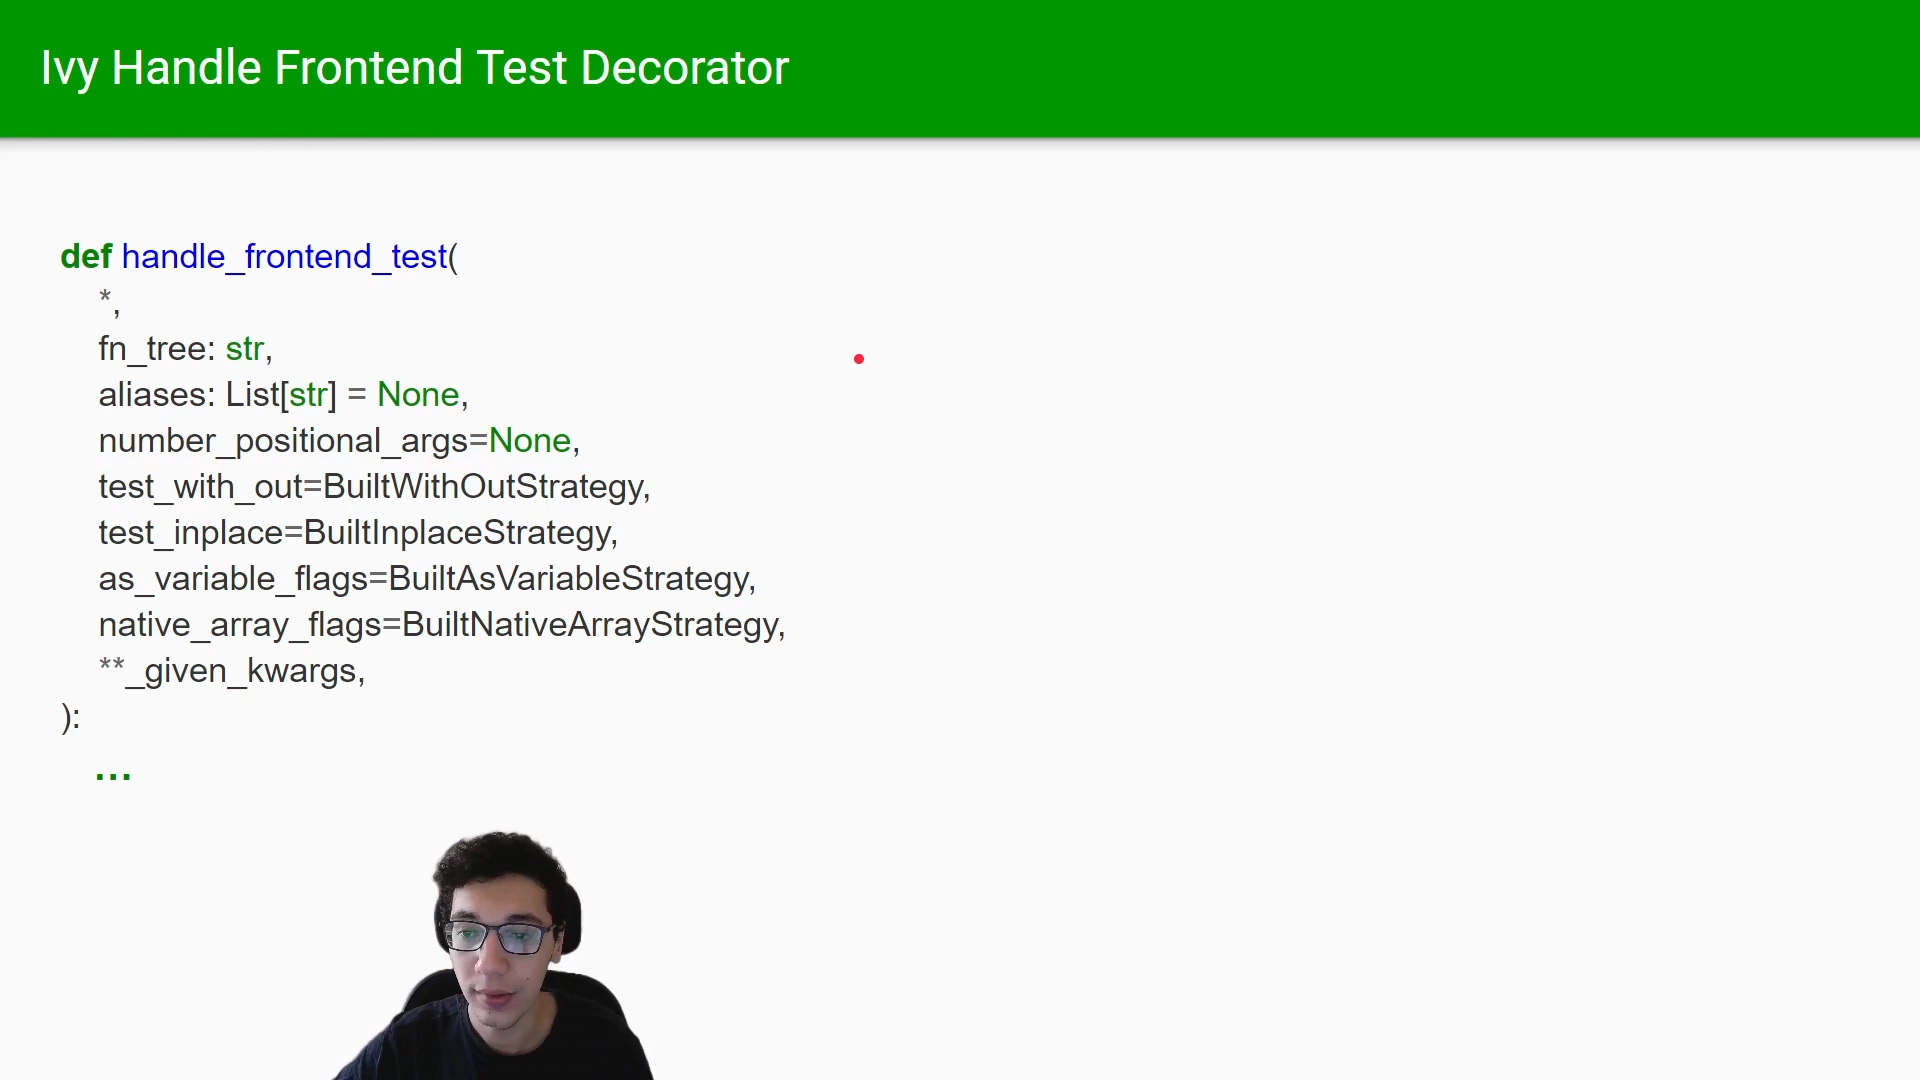 Ivy Handle Frontend Test Decorator
def handle_frontend_test(
*,
fn_tree: str,
aliases: List[str] = None,
number_positional_args=None,
test_with_out=BuiltWithOutStrategy,
test_inplace=BuiltInplaceStrategy,
as_variable_flags=BuiltAsVariableStrategy,
native_array_flags=BuiltNativeArrayStrategy,
**_given_kwargs,
):
...